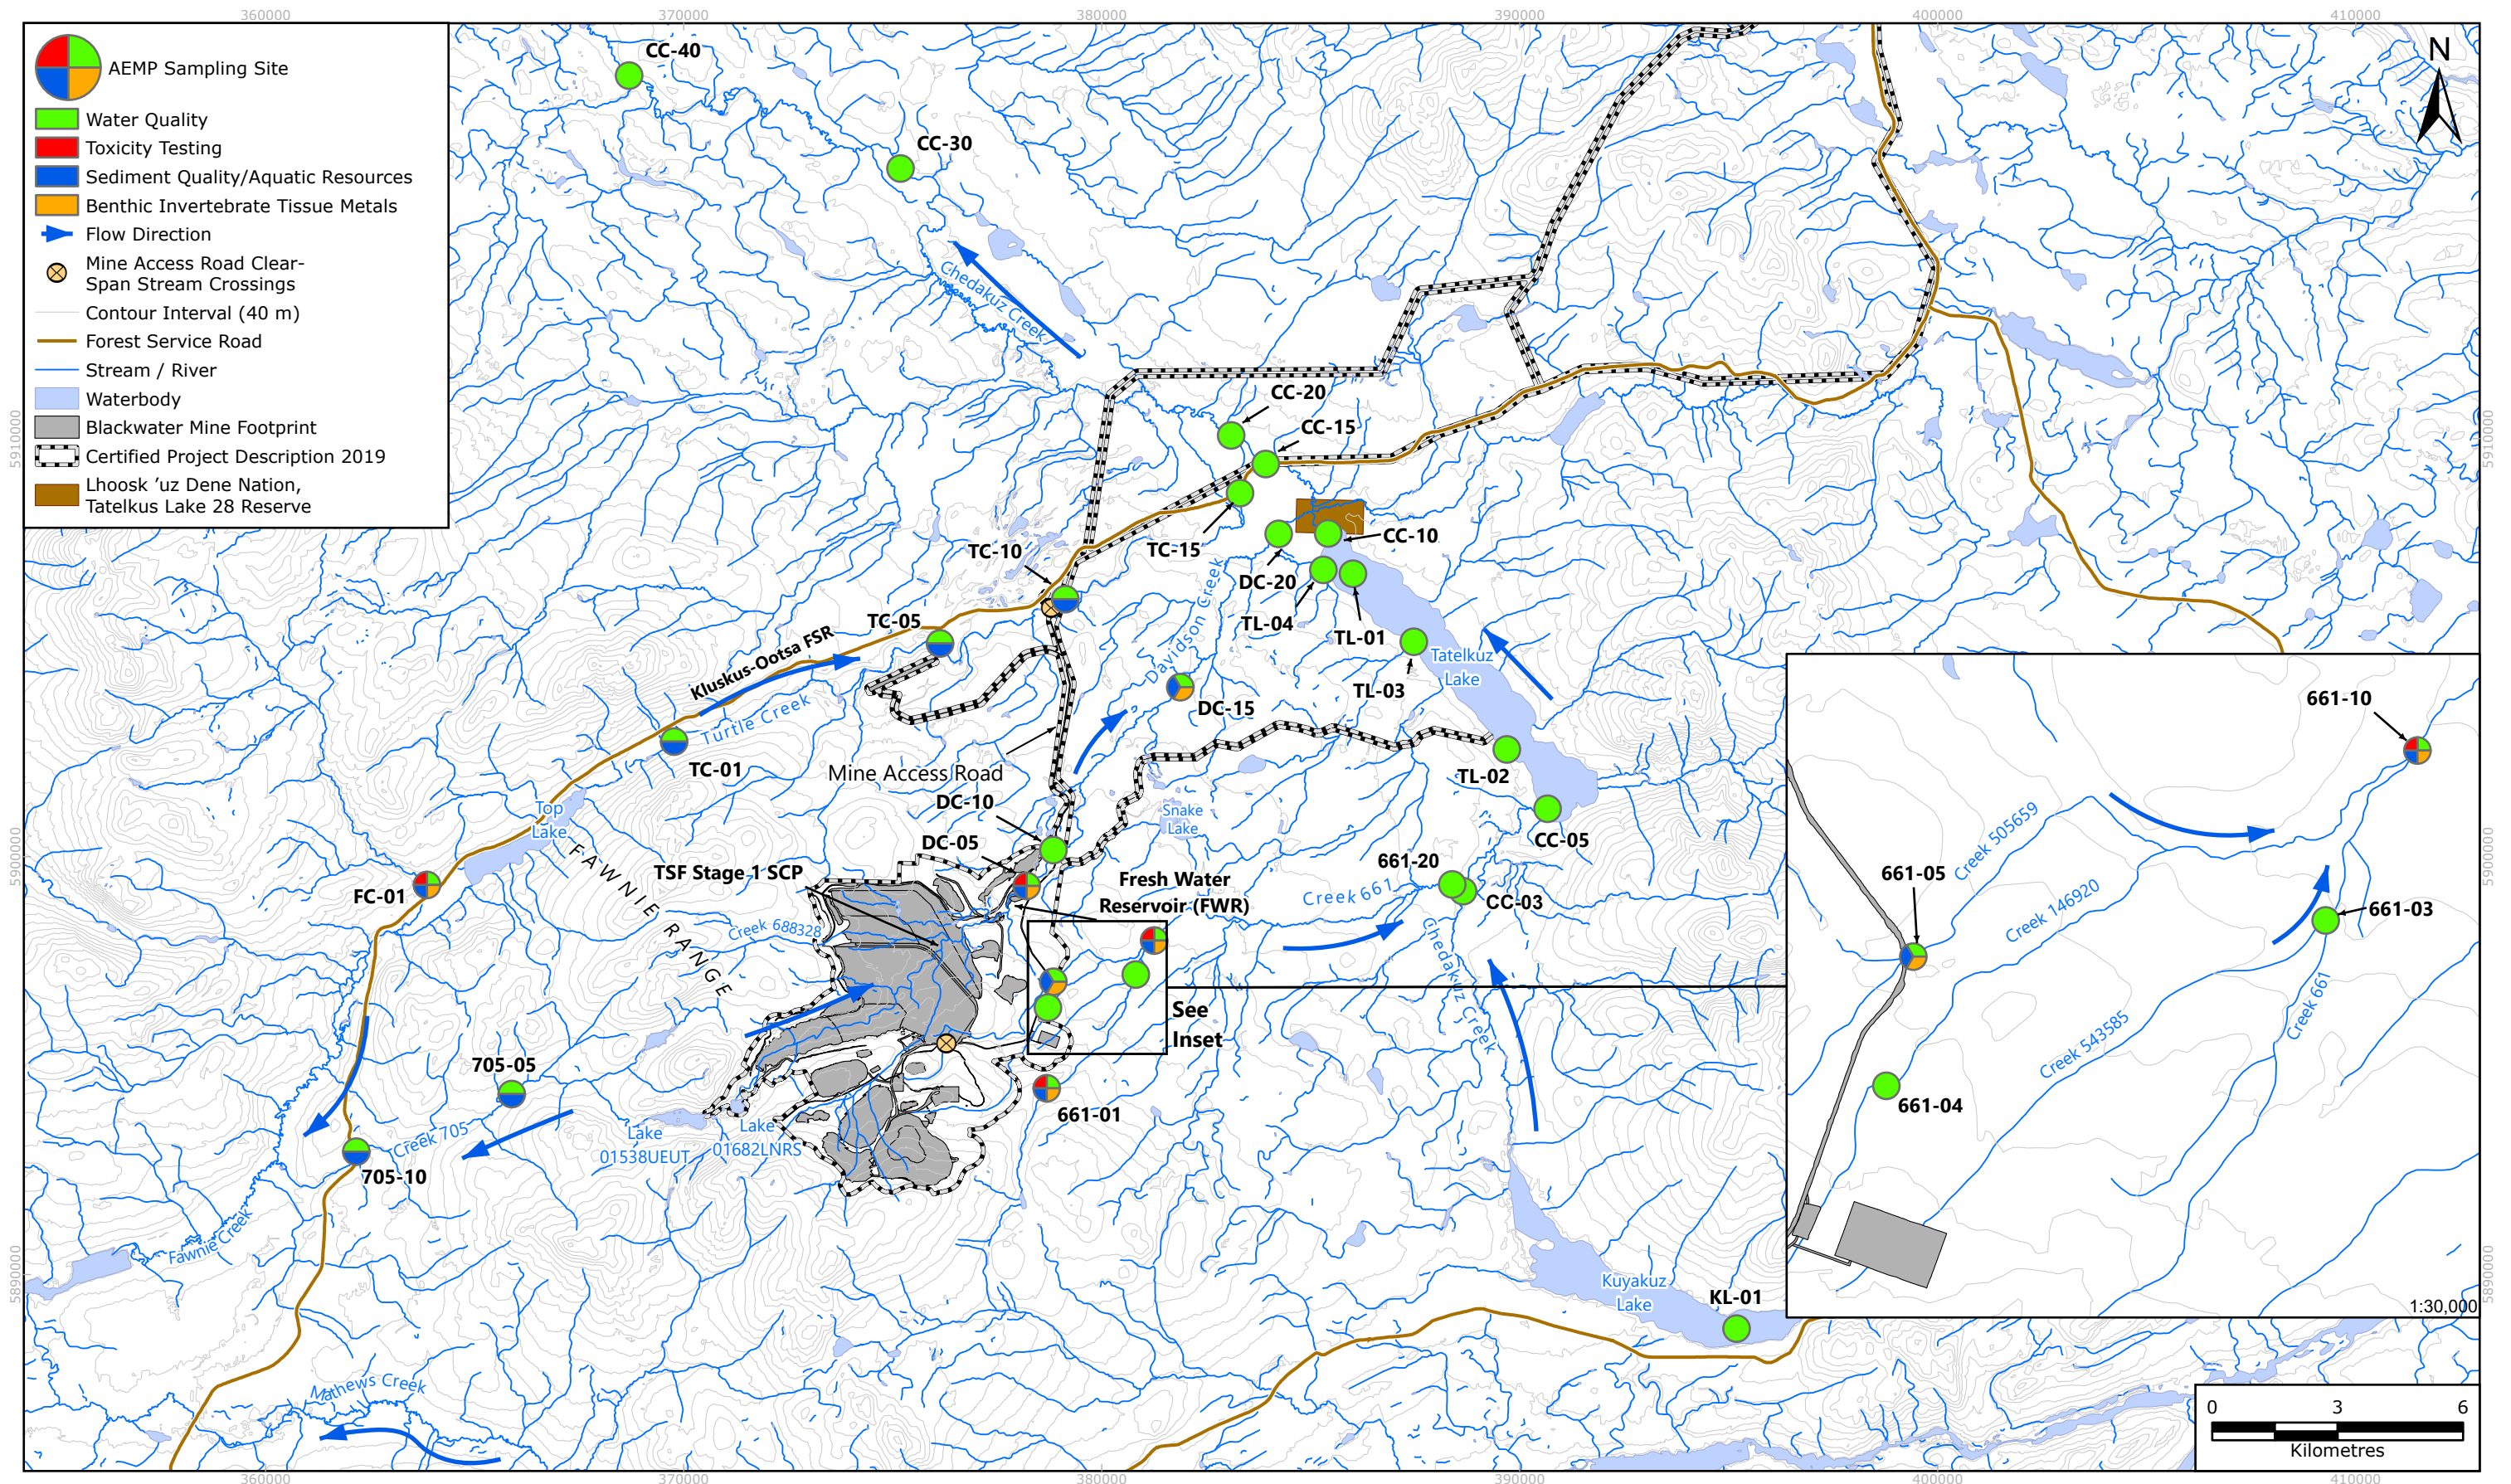 360000
370000
380000
390000
400000
410000
AEMP Sampling Site
Water Quality
Toxicity Testing
Sediment Quality/Aquatic Resources
Benthic Invertebrate Tissue Metals
Flow Direction
Mine Access Road Clear-
Span Stream Crossings
Contour Interval (40 m)
Forest Service Road
Stream / River
Waterbody
Blackwater Mine Footprint
Certified Project Description 2019
Lhoosk ’uz Dene Nation,
Tatelkus Lake 28 Reserve
N
CC-40
CC-30
Chedakuz Creek
CC-20
CC-15
5910000
5910000
TC-10
TC-15
CC-10
DC-20
TL-04
TL-01
TC-05
Kluskus-Ootsa FSR
Davidson Creek
Tatelkuz
Lake
TL-03
DC-15
Turtle Creek
TC-01
Mine Access Road
TL-02
DC-10
Top
Lake
Snake
Lake
CC-05
DC-05
FAWNIE RANGE
TSF Stage 1 SCP
661-20
Fresh Water
Reservoir (FWR)
Creek 661
CC-03
FC-01
5900000
5900000
Creek 688328
Chedakuz Creek
See
Inset
705-05
661-01
Creek 705
Lake
01538UEUT
Lake
01682LNRS
705-10
Fawnie Creek
5890000
5890000
Kuyakuz
Lake
KL-01
Mathews Creek
661-10
Creek 505659
661-05
Creek 146920
661-03
Creek 661
Creek 543585
661-04
1:30,000
0
3
6
Kilometres
360000
370000
380000
390000
400000
410000